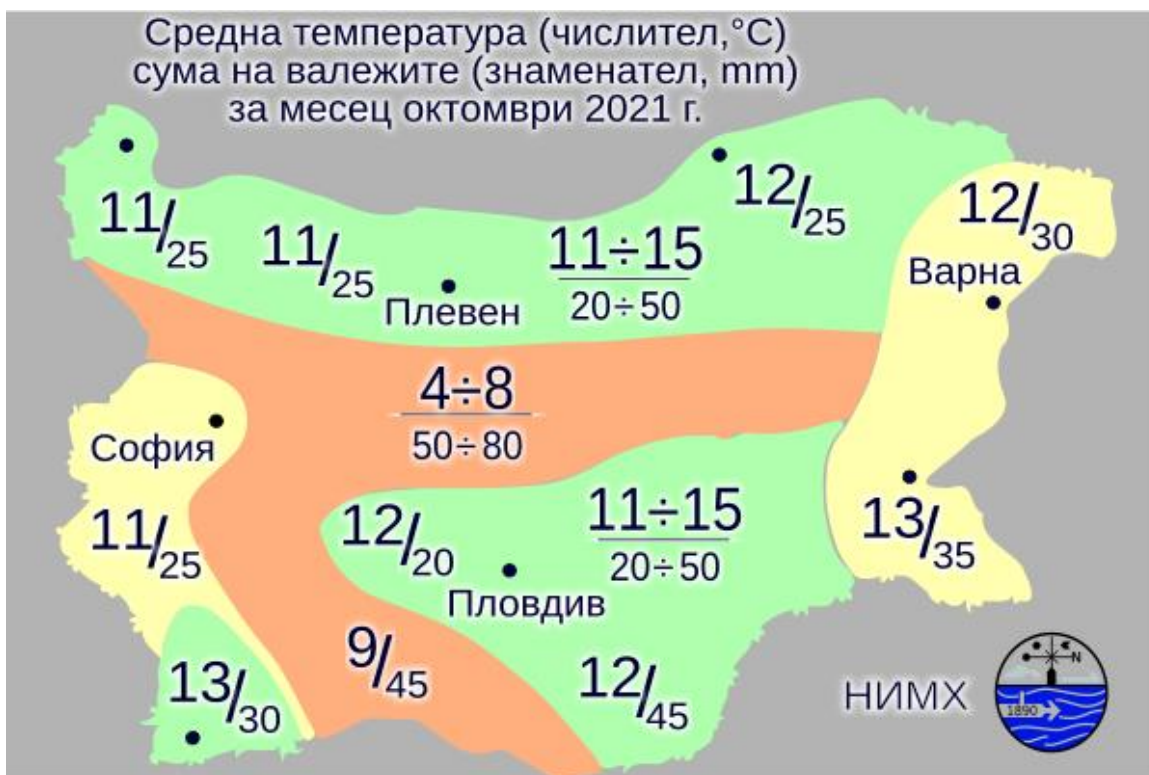 Средна температура (числител,°C)
сума на валежите (знаменател, mm)
за месец октомври 2021 г.
11/25
11/25
Плевен
11÷15
20÷50
12/25
12/30
Варна
4÷8
50÷80
София
11/25
12/20
Пловдив
11÷15
20÷50
13/35
13/30
9/45
12/45
НИМХ
N
1890